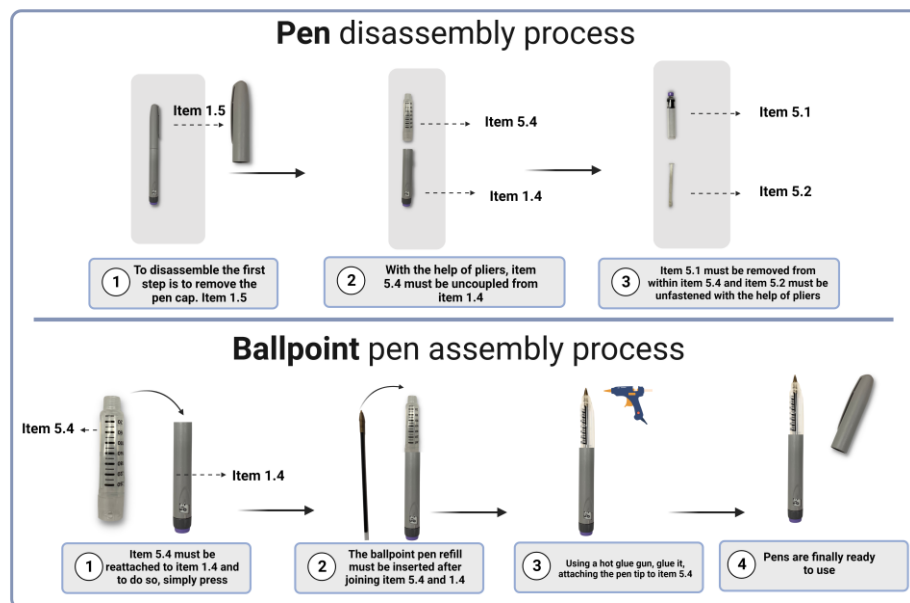 Pen disassembly process
Item 1.5
Item 5.4
Item 1.4
Item 5.1
Item 5.2
1
To disassemble the first
step is to remove the
pen cap. Item 1.5
2
With the help of pliers, item
5.4 must be uncoupled from
item 1.4
3
Item 5.1 must be removed from
within item 5.4 and item 5.2 must be
unfastened with the help of pliers
Ballpoint pen assembly process
Item 5.4
Item 1.4
1
Item 5.4 must be
reattached to item 1.4 and
to do so, simply press
2
The ballpoint pen refill
must be inserted after
joining item 5.4 and 1.4
3
Using a hot glue gun, glue it,
attaching the pen tip to item 5.4
4
Pens are finally ready
to use